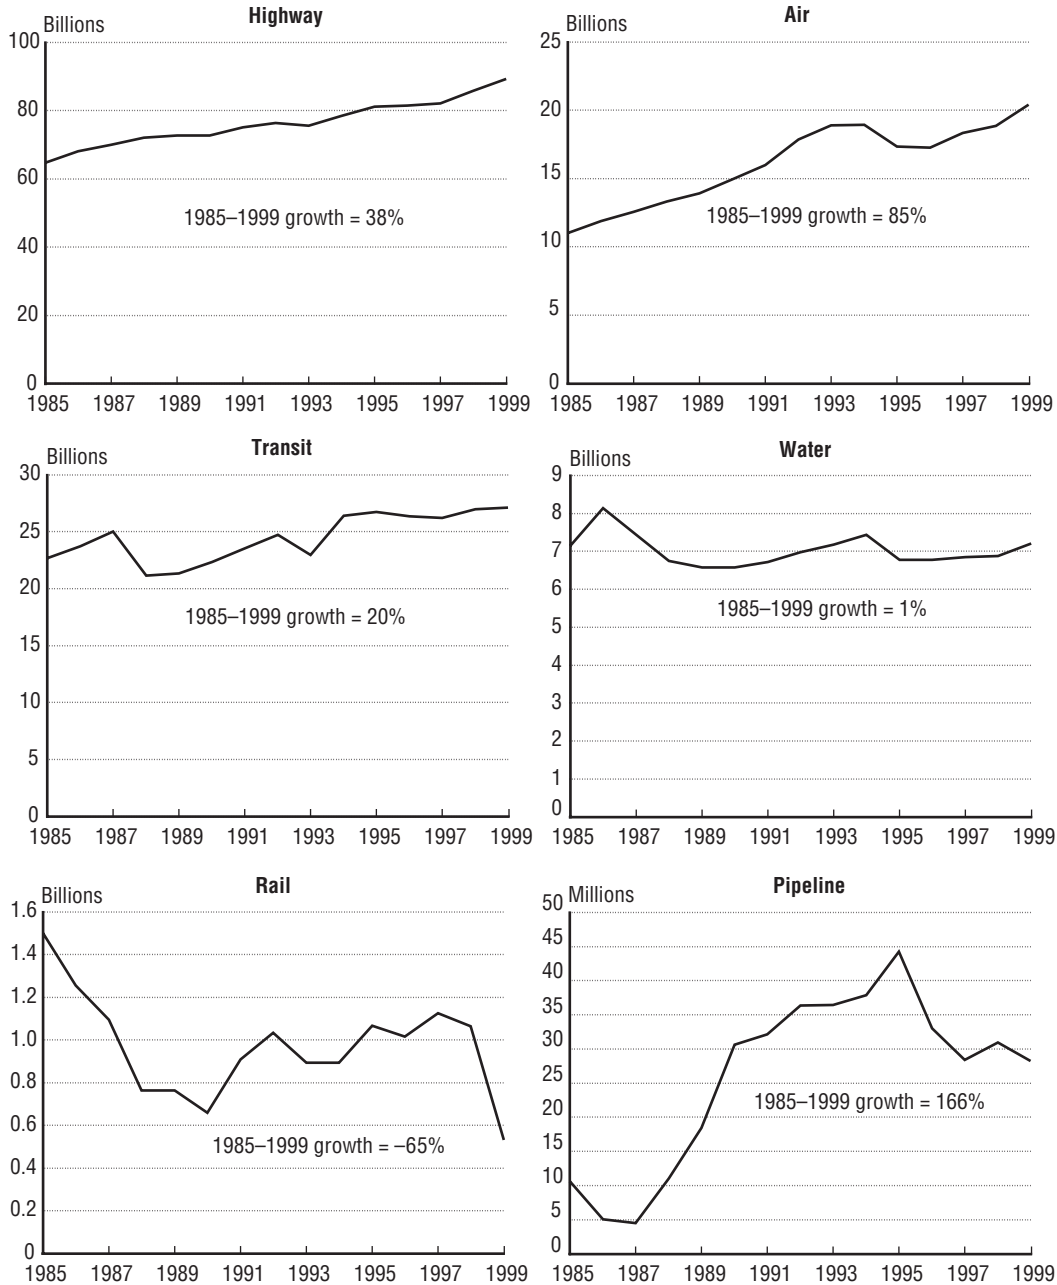 Highway
Billions
100
80
60
40
20
0
1985–1999 growth = 38%
1985 1987 1989 1991 1993 1995 1997 1999
Air
Billions
25
20
15
10
5
0
1985–1999 growth = 85%
1985 1987 1989 1991 1993 1995 1997 1999
Transit
Billions
30
25
20
15
10
5
0
1985–1999 growth = 20%
1985 1987 1989 1991 1993 1995 1997 1999
Water
Billions
9
8
7
6
5
4
3
2
1
0
1985–1999 growth = 1%
1985 1987 1989 1991 1993 1995 1997 1999
Rail
Billions
1.6
1.4
1.2
1.0
0.8
0.6
0.4
0.2
0
1985–1999 growth = –65%
1985 1987 1989 1991 1993 1995 1997 1999
Pipeline
Millions
50
45
40
35
30
25
20
15
10
5
0
1985–1999 growth = 166%
1985 1987 1989 1991 1993 1995 1997 1999